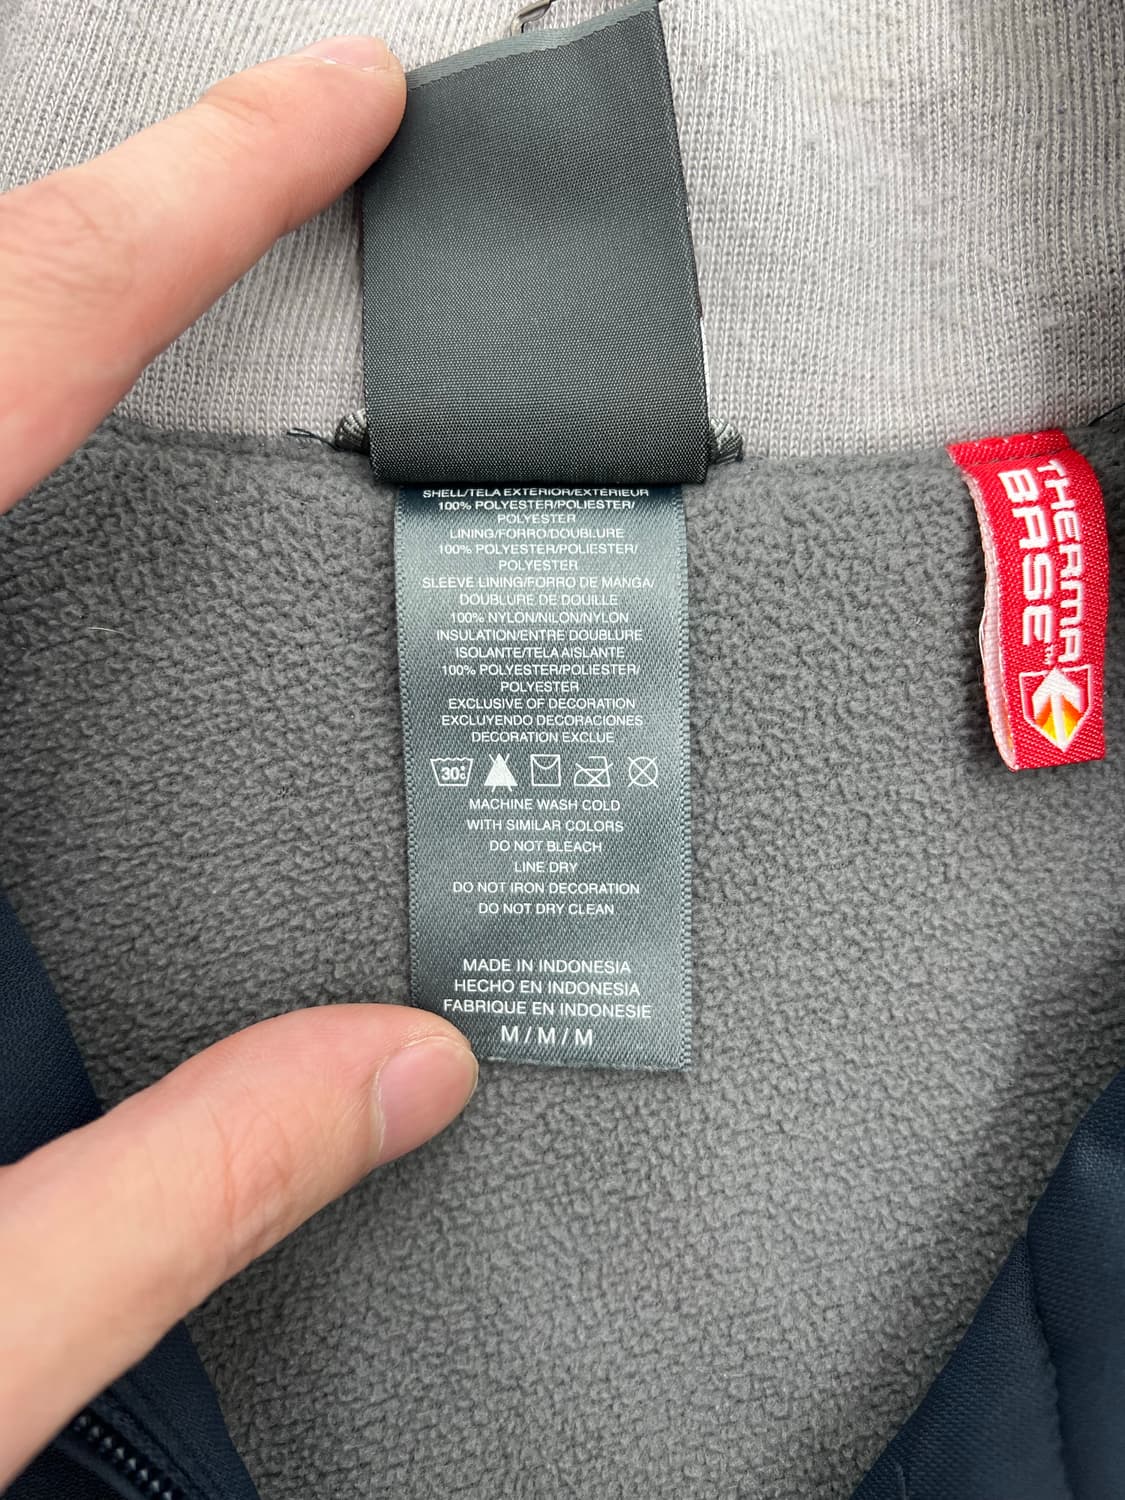 SHELL/TELA EXTERIOR/EXTÉRIEUR
100% POLYESTER/POLIESTER/
POLYESTER
LINING/FORRO/DOUBLURE
100% POLYESTER/POLIESTER/
POLYESTER
SLEEVE LINING/FORRO DE MANGA/
DOUBLURE DE DOUILLE
100% NYLON/NILON/NYLON
INSULATION/ENTRE DOUBLURE
ISOLANTE/TELA AISLANTE
100% POLYESTER/POLIESTER/
POLYESTER
EXCLUSIVE OF DECORATION
EXCLUYENDO DECORACIONES
DECORATION EXCLUE
30
MACHINE WASH COLD
WITH SIMILAR COLORS
DO NOT BLEACH
LINE DRY
DO NOT IRON DECORATION
DO NOT DRY CLEAN
MADE IN INDONESIA
HECHO EN INDONESIA
FABRIQUE EN INDONESIE
M / M / M
THERMA
BASE™